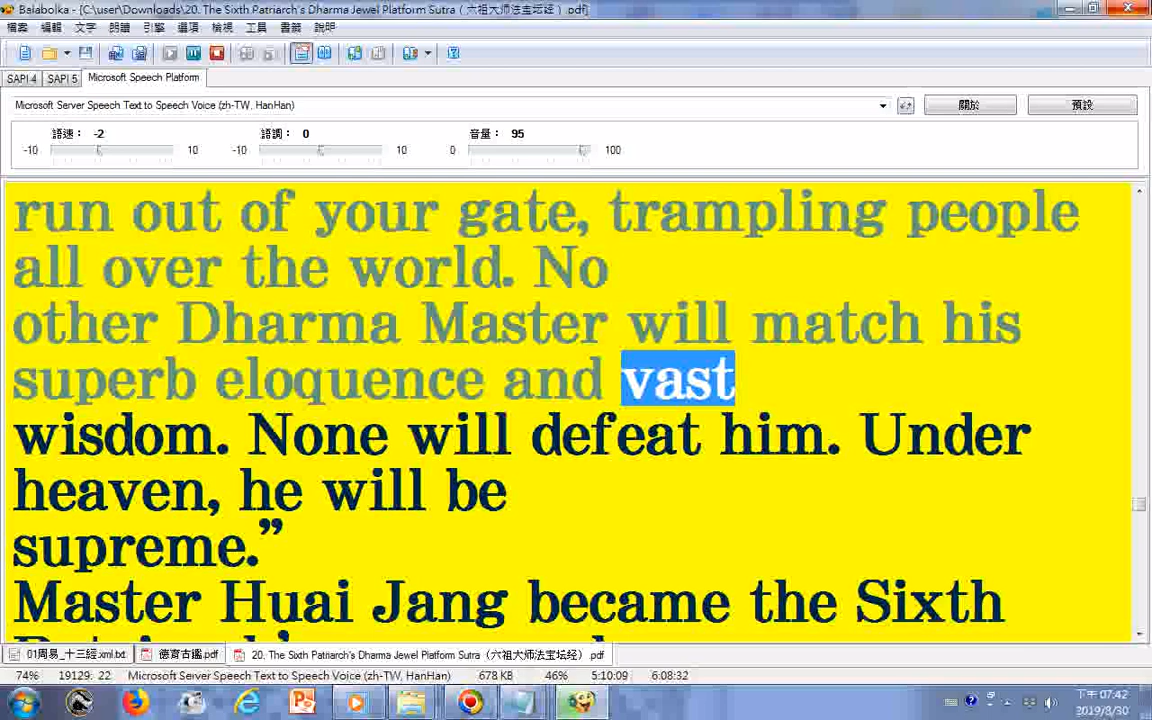 Balabolka - [C:\user\Downloads\20. The Sixth Patriarch's Dharma Jewel Platform Sutra（六祖大师法宝坛经）.pdf]
檔案 編輯 文字 朗讀 引擎 選項 檢視 工具 書籤 說明
SAPI 4 SAPI 5 Microsoft Speech Platform
Microsoft Server Speech Text to Speech Voice (zh-TW, HanHan) 關於 預設
語速： -2 語調： 0 音量： 95
-10 10 -10 10 0 100
run out of your gate, trampling people
all over the world. No
other Dharma Master will match his
superb eloquence and vast
wisdom. None will defeat him. Under
heaven, he will be
supreme.”
Master Huai Jang became the Sixth
01周易_十三經.xml.txt 德育古鑑.pdf 20. The Sixth Patriarch's Dharma Jewel Platform Sutra（六祖大师法宝坛经）.pdf
74% 19129: 22 Microsoft Server Speech Text to Speech Voice (zh-TW, HanHan) 678 KB 46% 5:10:09 6:08:32
下午 07:42
2019/8/30